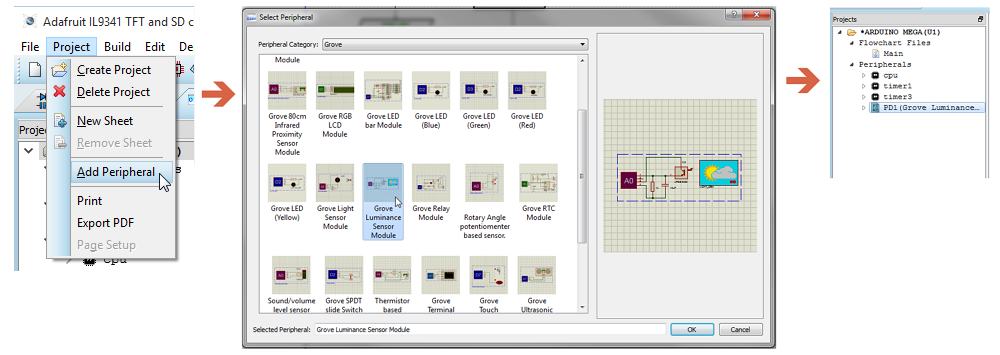 Adafruit IL9341 TFT and SD c
File Project Build Edit De
Create Project
Delete Project
New Sheet
Remove Sheet
Add Peripheral
Print
Export PDF
Page Setup
Projec
cpu
Select Peripheral
Peripheral Category: Grove
Module
Grove 80cm
Infrared
Proximity
Sensor
Module
Grove RGB
LCD
Module
Grove LED
bar Module
Grove LED
(Blue)
Grove LED
(Green)
Grove LED
(Red)
Grove LED
(Yellow)
Grove Light
Sensor
Module
Grove
Luminance
Sensor
Module
Grove Relay
Module
Rotary Angle
potentiomenter
based sensor.
Grove RTC
Module
Sound/volume
level sensor
Grove SPDT
slide Switch
Thermistor
based
Grove
Terminal
Grove
Touch
Grove
Ultrasonic
A0
Selected Peripheral: Grove Luminance Sensor Module
OK
Cancel
Projects
*ARDUINO MEGA(U1)
Flowchart Files
Main
Peripherals
cpu
timer1
timer3
PD1(Grove Luminance...